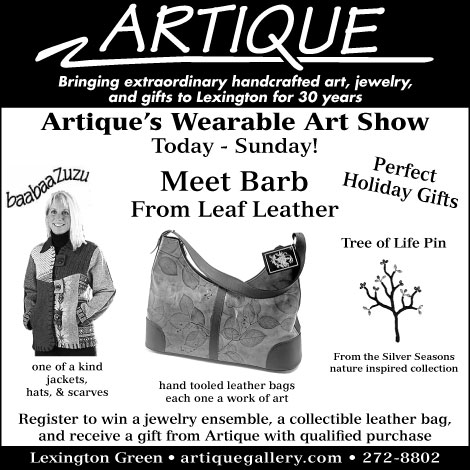 ARTIQUE
Bringing extraordinary handcrafted art, jewelry,
and gifts to Lexington for 30 years
Artique's Wearable Art Show
Today - Sunday!
baabaaZuzu
Meet Barb
From Leaf Leather
Perfect
Holiday Gifts
Tree of Life Pin
one of a kind
jackets,
hats, & scarves
hand tooled leather bags
each one a work of art
From the Silver Seasons
nature inspired collection
Register to win a jewelry ensemble, a collectible leather bag,
and receive a gift from Artique with qualified purchase
Lexington Green • artiquegallery.com • 272-8802